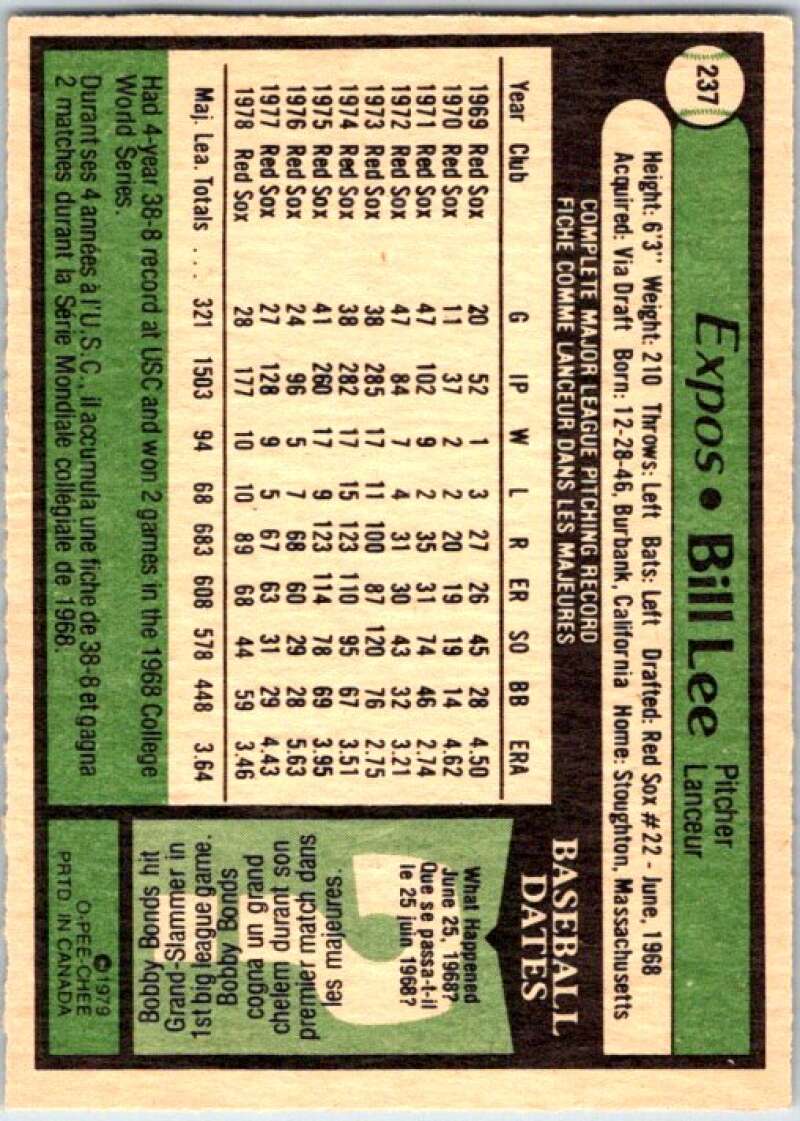 237
Expos • Bill Lee
Pitcher
Lanceur
Height: 6'3" Weight: 210 Throws: Left Bats: Left Drafted: Red Sox #22 - June, 1968
Acquired: Via Draft Born: 12-28-46, Burbank, California Home: Stoughton, Massachusetts
COMPLETE MAJOR LEAGUE PITCHING RECORD
FICHE COMME LANCEUR DANS LES MAJEURES
Year Club G IP W L R ER SO BB ERA
1969 Red Sox 20 52 1 3 27 26 45 28 4.50
1970 Red Sox 11 37 2 2 20 19 19 14 4.62
1971 Red Sox 47 102 9 2 35 31 74 46 2.74
1972 Red Sox 47 84 7 4 31 30 43 32 3.21
1973 Red Sox 38 285 17 11 100 87 120 76 2.75
1974 Red Sox 38 282 17 15 123 110 95 67 3.51
1975 Red Sox 41 260 17 9 123 114 78 69 3.95
1976 Red Sox 24 96 5 7 68 60 29 28 5.63
1977 Red Sox 27 128 9 5 67 63 31 29 4.43
1978 Red Sox 28 177 10 10 89 68 44 59 3.46
Maj. Lea. Totals ... 321 1503 94 68 683 608 578 448 3.64
Had 4-year 38-8 record at USC and won 2 games in the 1968 College
World Series.
Durant ses 4 années à l'U.S.C., il accumula une fiche de 38-8 et gagna
2 matches durant la Série Mondiale collégiale de 1968.
BASEBALL
DATES
What Happened
June 25, 1968?
Que se passa-t-il
le 25 juin 1968?
Bobby Bonds hit
Grand-Slammer in
1st big league game.
Bobby Bonds
cogna un grand
chelem durant son
premier match dans
les majeures.
©1979
O-PEE-CHEE
PRTD. IN CANADA